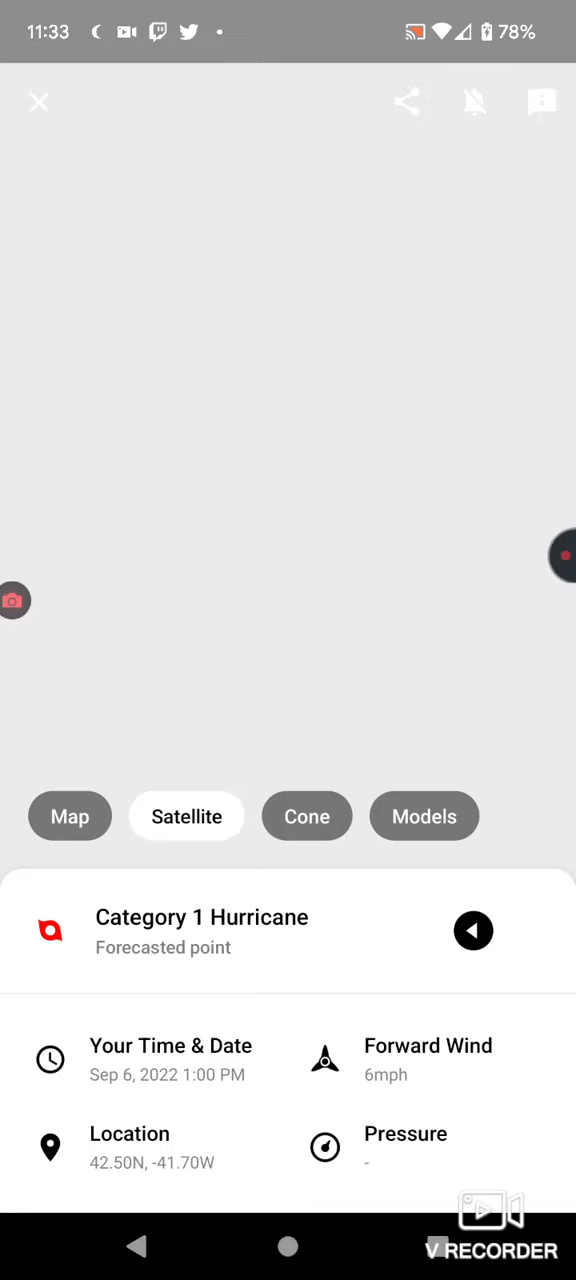 11:33
78%
Map
Satellite
Cone
Models
Category 1 Hurricane
Forecasted point
Your Time & Date
Sep 6, 2022 1:00 PM
Forward Wind
6mph
Location
42.50N, -41.70W
Pressure
-
V RECORDER